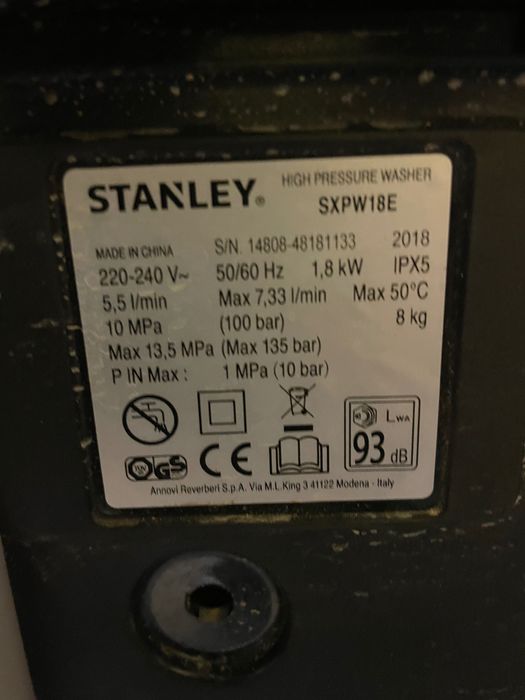 STANLEY® HIGH PRESSURE WASHER
SXPW18E
MADE IN CHINA S/N. 14808-48181133 2018
220-240 V~ 50/60 Hz 1,8 kW IPX5
5,5 l/min Max 7,33 l/min Max 50°C
10 MPa (100 bar) 8 kg
Max 13,5 MPa (Max 135 bar)
P IN Max : 1 MPa (10 bar)
LWA
93 dB
TÜV GS CE
Annovi Reverberi S.p.A. Via M.L.King 3 41122 Modena - Italy